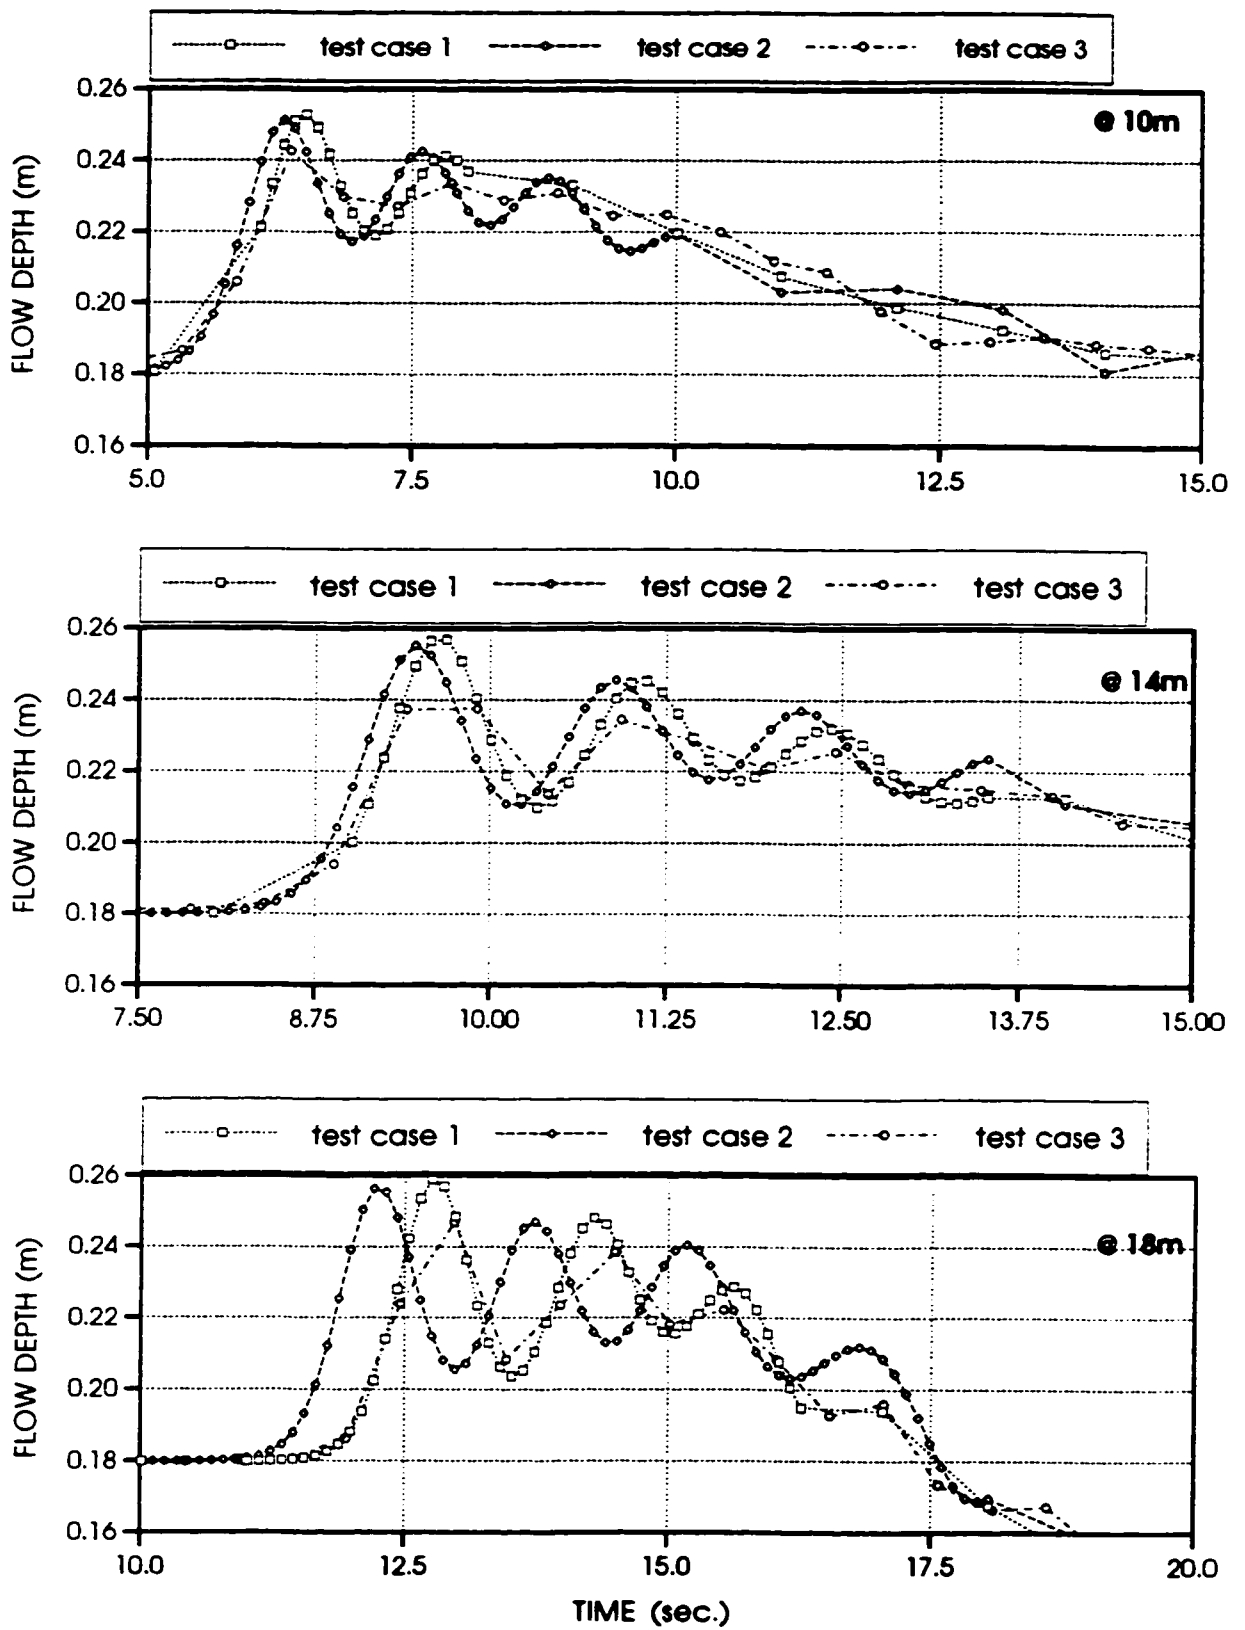 test case 1 test case 2 test case 3
0.26
@ 10m
0.24
0.22
0.20
0.18
0.16
FLOW DEPTH (m)
5.0 7.5 10.0 12.5 15.0
test case 1 test case 2 test case 3
0.26
@ 14m
0.24
0.22
0.20
0.18
0.16
FLOW DEPTH (m)
7.50 8.75 10.00 11.25 12.50 13.75 15.00
test case 1 test case 2 test case 3
0.26
@ 18m
0.24
0.22
0.20
0.18
0.16
FLOW DEPTH (m)
10.0 12.5 15.0 17.5 20.0
TIME (sec.)